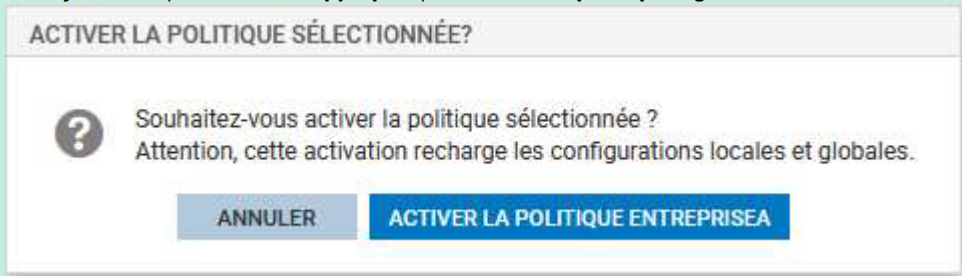 ACTIVER LA POLITIQUE SÉLECTIONNÉE?
Souhaitez-vous activer la politique sélectionnée ?
Attention, cette activation recharge les configurations locales et globales.
ANNULER ACTIVER LA POLITIQUE ENTREPRISEA